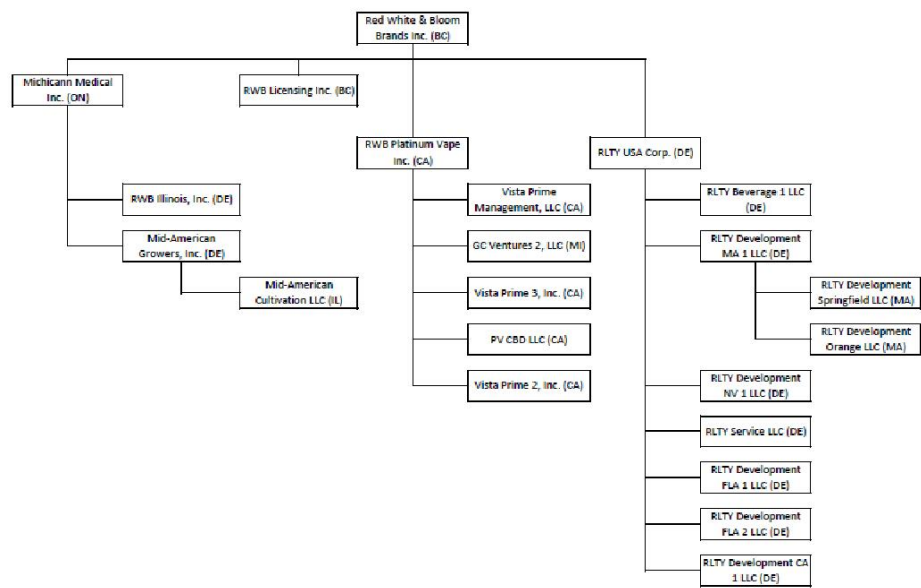 Red White & Bloom
Brands Inc. (BC)
Michicann Medical
Inc. (ON)
RWB Licensing Inc. (BC)
RWB Platinum Vape
Inc. (CA)
RLTY USA Corp. (DE)
RWB Illinois, Inc. (DE)
Mid-American
Growers, Inc. (DE)
Mid-American
Cultivation LLC (IL)
Vista Prime
Management, LLC (CA)
GC Ventures 2, LLC (MI)
Vista Prime 3, Inc. (CA)
PV CBD LLC (CA)
Vista Prime 2, Inc. (CA)
RLTY Beverage 1 LLC
(DE)
RLTY Development
MA 1 LLC (DE)
RLTY Development
Springfield LLC (MA)
RLTY Development
Orange LLC (MA)
RLTY Development
NV 1 LLC (DE)
RLTY Service LLC (DE)
RLTY Development
FLA 1 LLC (DE)
RLTY Development
FLA 2 LLC (DE)
RLTY Development CA
1 LLC (DE)